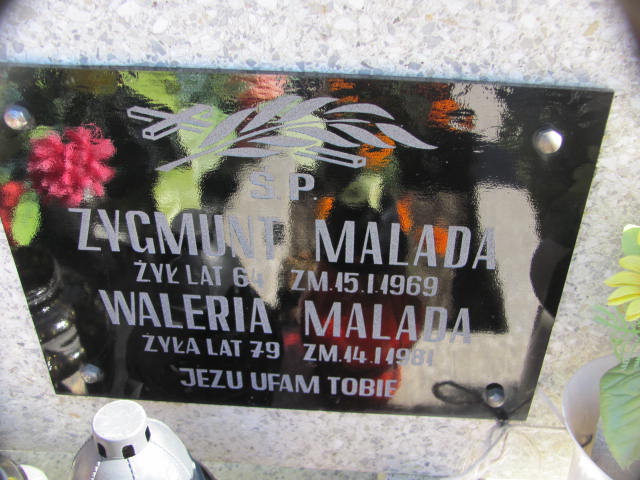 Ś.P.
ZYGMUNT MALADA
ŻYŁ LAT 64 ZM.15.I.1969
WALERIA MALADA
ŻYŁA LAT 79 ZM.14.I.1981
JEZU UFAM TOBIE